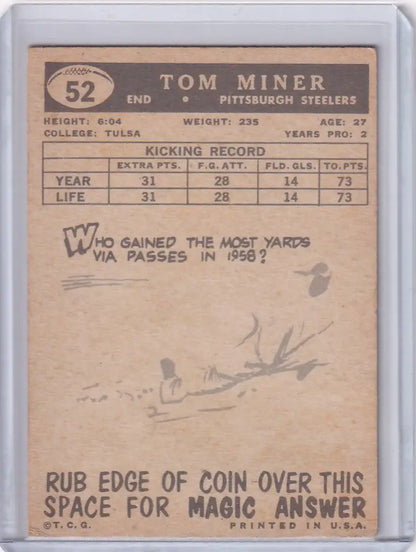 52
TOM MINER
END • PITTSBURGH STEELERS
HEIGHT: 6:04 WEIGHT: 235 AGE: 27
COLLEGE: TULSA YEARS PRO: 2
KICKING RECORD
EXTRA PTS. F.G. ATT. FLD. GLS. TO. PTS.
YEAR 31 28 14 73
LIFE 31 28 14 73
WHO GAINED THE MOST YARDS
VIA PASSES IN 1958?
RUB EDGE OF COIN OVER THIS
SPACE FOR MAGIC ANSWER
©T.C.G. PRINTED IN U.S.A.